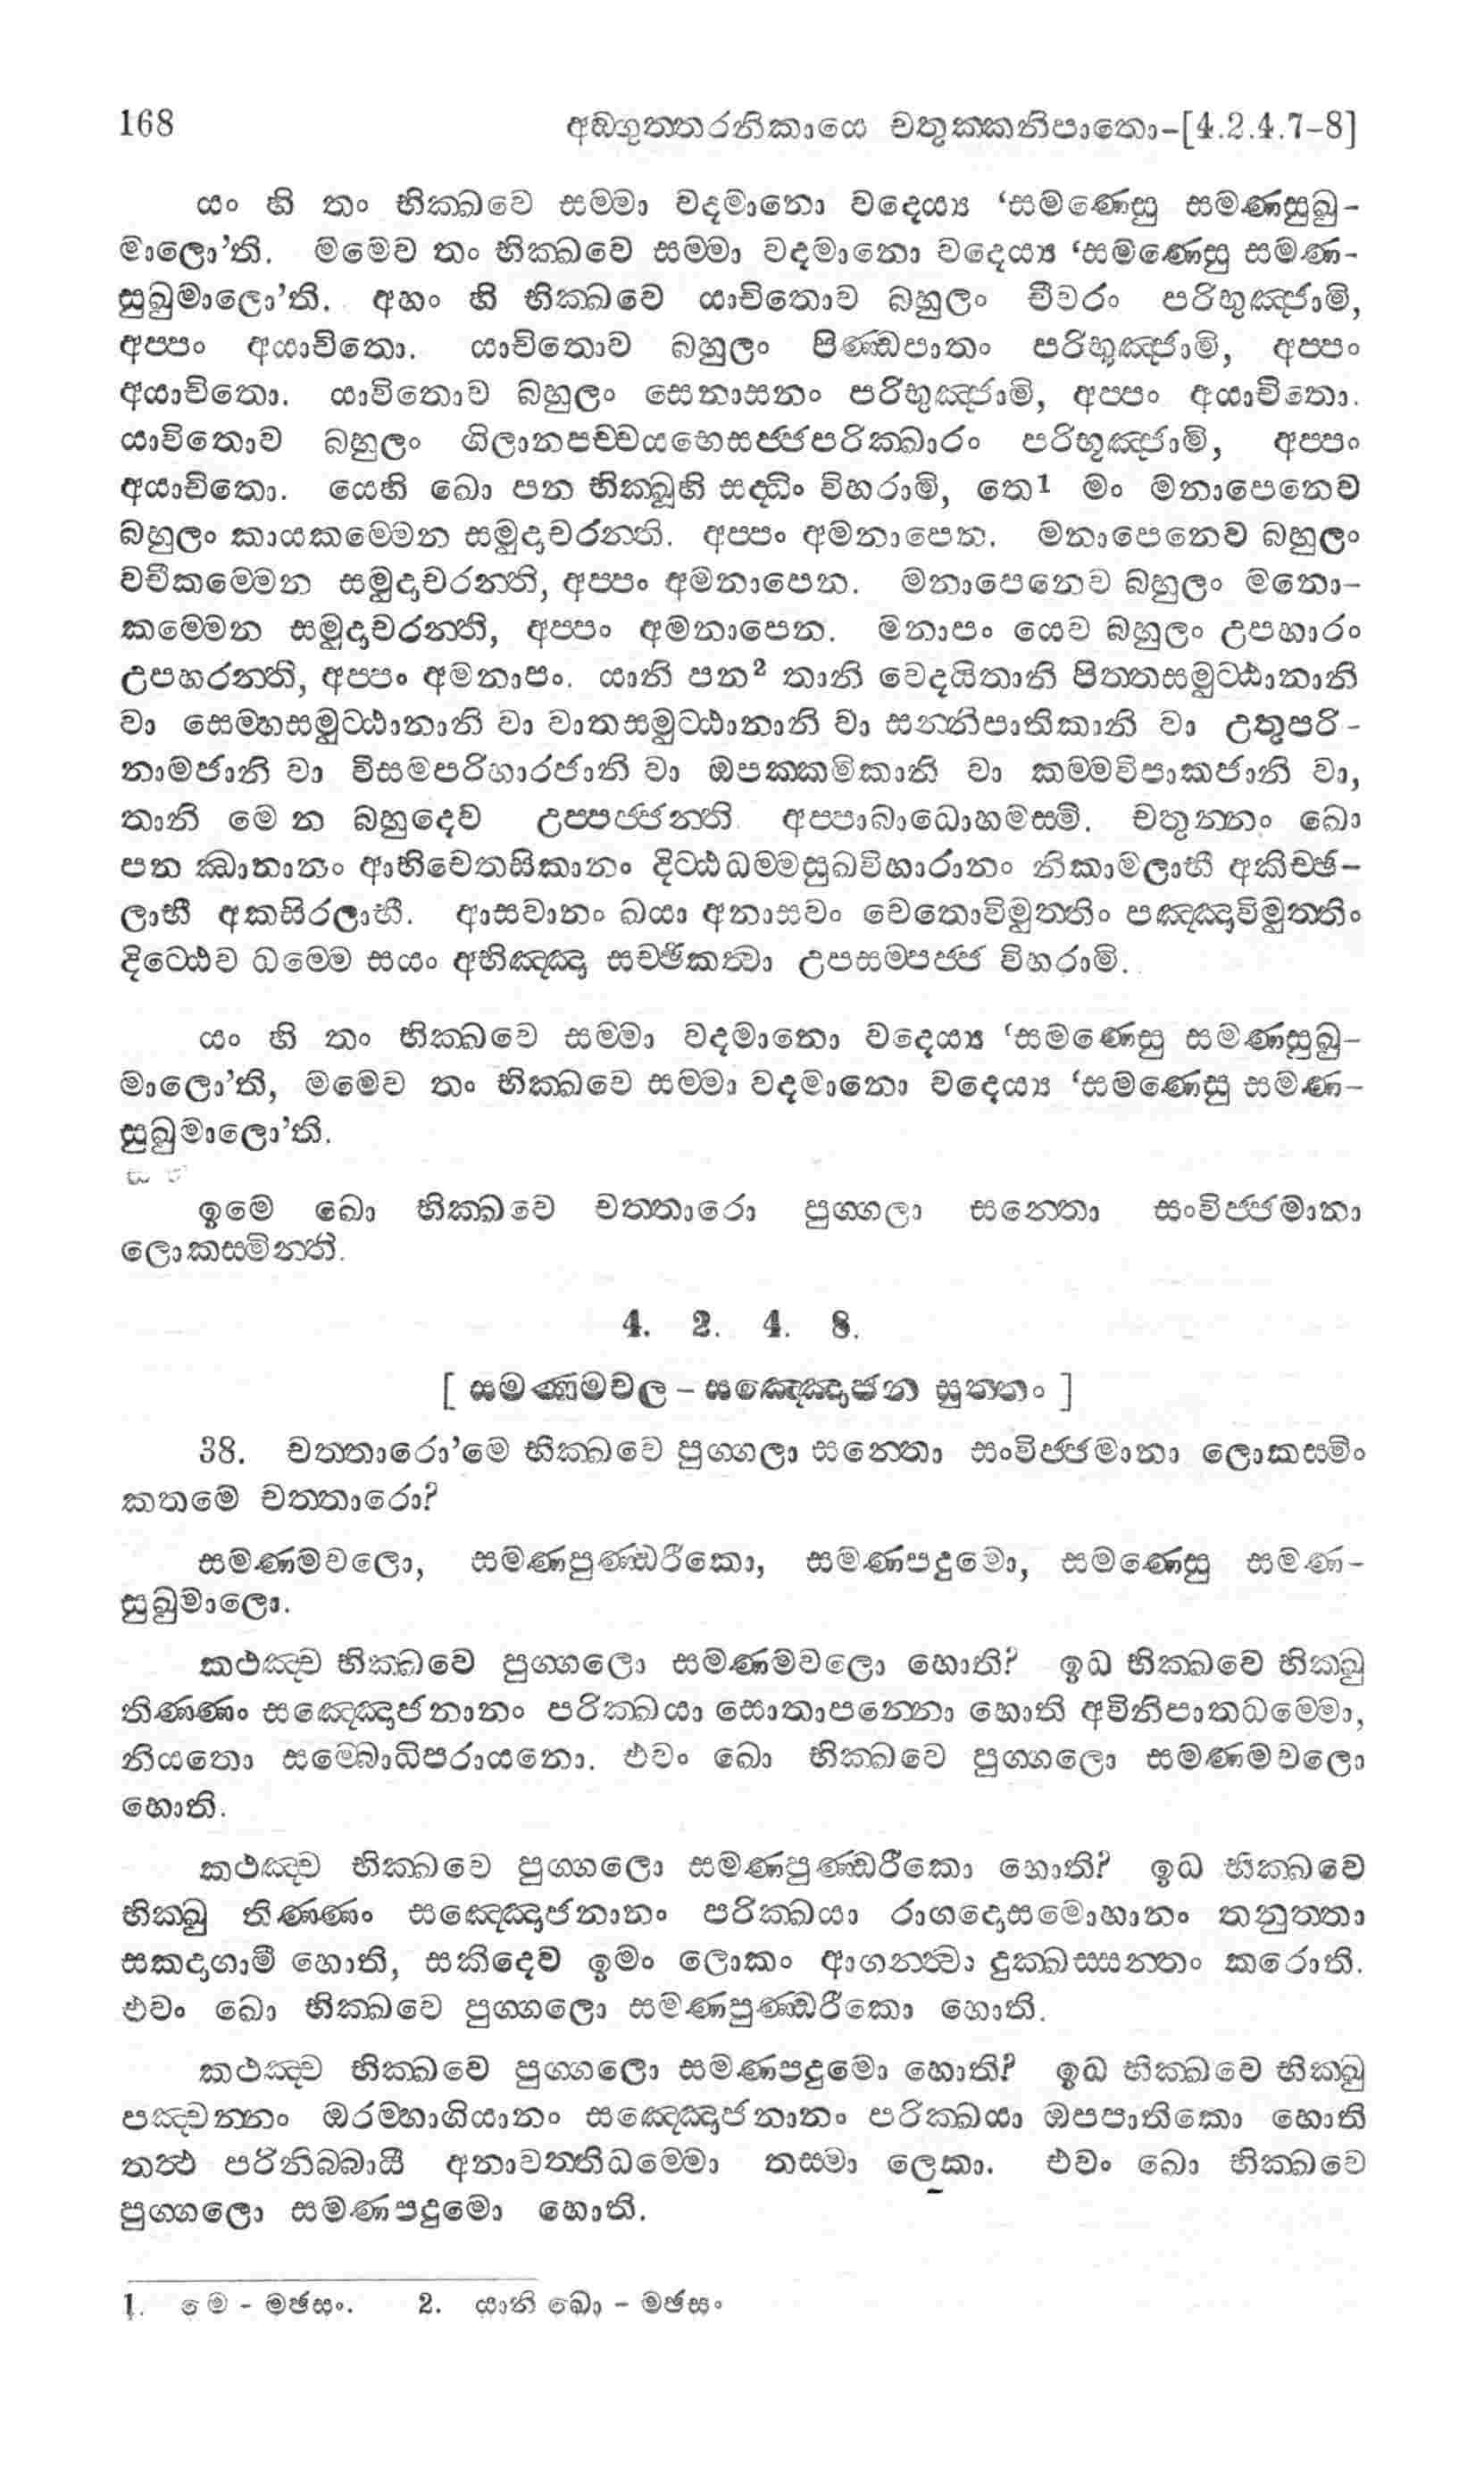 168 අඞගුත්තරනිකායෙ චතුක්කනිපාතො–[4.2.4.7–8]
යං හි තං භික්ඛවෙ සම්මා වදමානො වදෙය්‍ය ‘සමණෙසු සමණසුඛු–
මාලො’ති. මමෙව තං භික්ඛවෙ සම්මා වදමානො වදෙය්‍ය ‘සමණෙසු සමණ–
සුඛුමාලො’ති. අහං හි භික්ඛවෙ යාචිතොව බහුලං චීවරං පරිභුඤ්ජාමි,
අප්පං අයාචිතො. යාචිතොව බහුලං පිණ්ඩපාතං පරිභූඤ්ජාමි, අප්පං
අයාචිතො. යාචිතොව බහුලං සෙනාසනං පරිභුඤ්ජාමි, අප්පං අයාචිතො.
යාචිතොව බහුලං ගිලානපච්චයභෙසජ්ජපරික්ඛාරං පරිභූඤ්ජාමි, අප්පං
අයාචිතො. යෙහි ඛො පන භික්ඛූහි සද්ධිං විහරාමි, තෙ1 මං මනාපෙනෙව
බහුලං කායකම්මෙන සමුදාචරන්ති. අප්පං අමනාපෙන. මනාපෙනෙව බහුලං
වචීකම්මෙන සමුදාචරන්ති, අප්පං අමනාපෙන. මනාපෙනෙව බහුලං මනො–
කම්මෙන සමුදාචරන්ති, අප්පං අමනාපෙන. මනාපං යෙව බහුලං උපහාරං
උපහරන්ති, අප්පං අමනාපං. යානි පන2 තානි වෙදයිතානි පිත්තසමුට්ඨානානි
වා සෙම්හසමුට්ඨානානි වා වාතසමුට්ඨානානි වා සන්නිපාතිකානි වා උතුපරි–
නාමජානි වා විසමපරිහාරජානි වා ඔපක්කමිකානි වා කම්මවිපාකජානි වා,
තානි මෙ න බහුදෙව උප්පජ්ජන්ති. අප්පාබාධොහමස්මි. චතුන්නං ඛො
පන ඣානානං ආභිචෙතසිකානං දිට්ඨධම්මසුඛවිහාරානං නිකාමලාභී අකිච්ඡ–
ලාභී අකසිරලාභී. ආසවානං ඛයා අනාසවං චෙතොවිමුත්තිං පඤ්ඤාවිමුත්තිං
දිට්ඨෙව ධම්මෙ සයං අභිඤ්ඤා සච්ඡිකත්වා උපසම්පජ්ජ විහරාමි.
යං හි තං භික්ඛවෙ සම්මා වදමානො වදෙය්‍ය ‘සමණෙසු සමණසුඛු–
මාලො’ති, මමෙව තං භික්ඛවෙ සම්මා වදමානො වදෙය්‍ය ‘සමණෙසු සමණ–
සුඛුමාලො’ති.
ඉමෙ ඛො භික්ඛවෙ චත්තාරො පුග්ගලා සන්තො සංවිජ්ජමානා
ලොකස්මින්ති.
4. 2. 4. 8.
[ සමණමචල – සඤ්ඤොජන සුත්තං ]
38. චත්තාරො’මෙ භික්ඛවෙ පුග්ගලා සන්තො සංවිජ්ජමානා ලොකස්මිං
කතමෙ චත්තාරො?
සමණමචලො, සමණපුණ්ඩරීකො, සමණපදුමො, සමණෙසු සමණ–
සුඛුමාලො.
කථඤ්ච භික්ඛවෙ පුග්ගලො සමණමචලො හොති? ඉධ භික්ඛවෙ භික්ඛු
තිණ්ණං සඤ්ඤොජනානං පරික්ඛයා සොතාපන්නො හොති අවිනිපාතධම්මො,
නියතො සම්බොධිපරායනො. එවං ඛො භික්ඛවෙ පුග්ගලො සමණමචලො
හොති.
කථඤ්ච භික්ඛවෙ පුග්ගලො සමණපුණ්ඩරීකො හොති? ඉධ භික්ඛවෙ
භික්ඛු තිණ්ණං සඤ්ඤොජනානං පරික්ඛයා රාගදොසමොහානං තනුත්තා
සකදාගාමී හොති, සකිදෙව ඉමං ලොකං ආගන්ත්වා දුක්ඛස්සන්තං කරොති.
එවං ඛො භික්ඛවෙ පුග්ගලො සමණපුණ්ඩරීකො හොති.
කථඤ්ච භික්ඛවෙ පුග්ගලො සමණපදුමො හොති? ඉධ භික්ඛවෙ භික්ඛු
පඤ්චන්නං ඔරම්භාගියානං සඤ්ඤොජනානං පරික්ඛයා ඔපපාතිකො හොති
තත්ථ පරිනිබ්බායී අනාවත්තිධම්මො තස්මා ලෙකා. එවං ඛො භික්ඛවෙ
පුග්ගලො සමණපදුමො හොති.
1. මෙ – මඡසං. 2. යානි ඛො – මඡසං